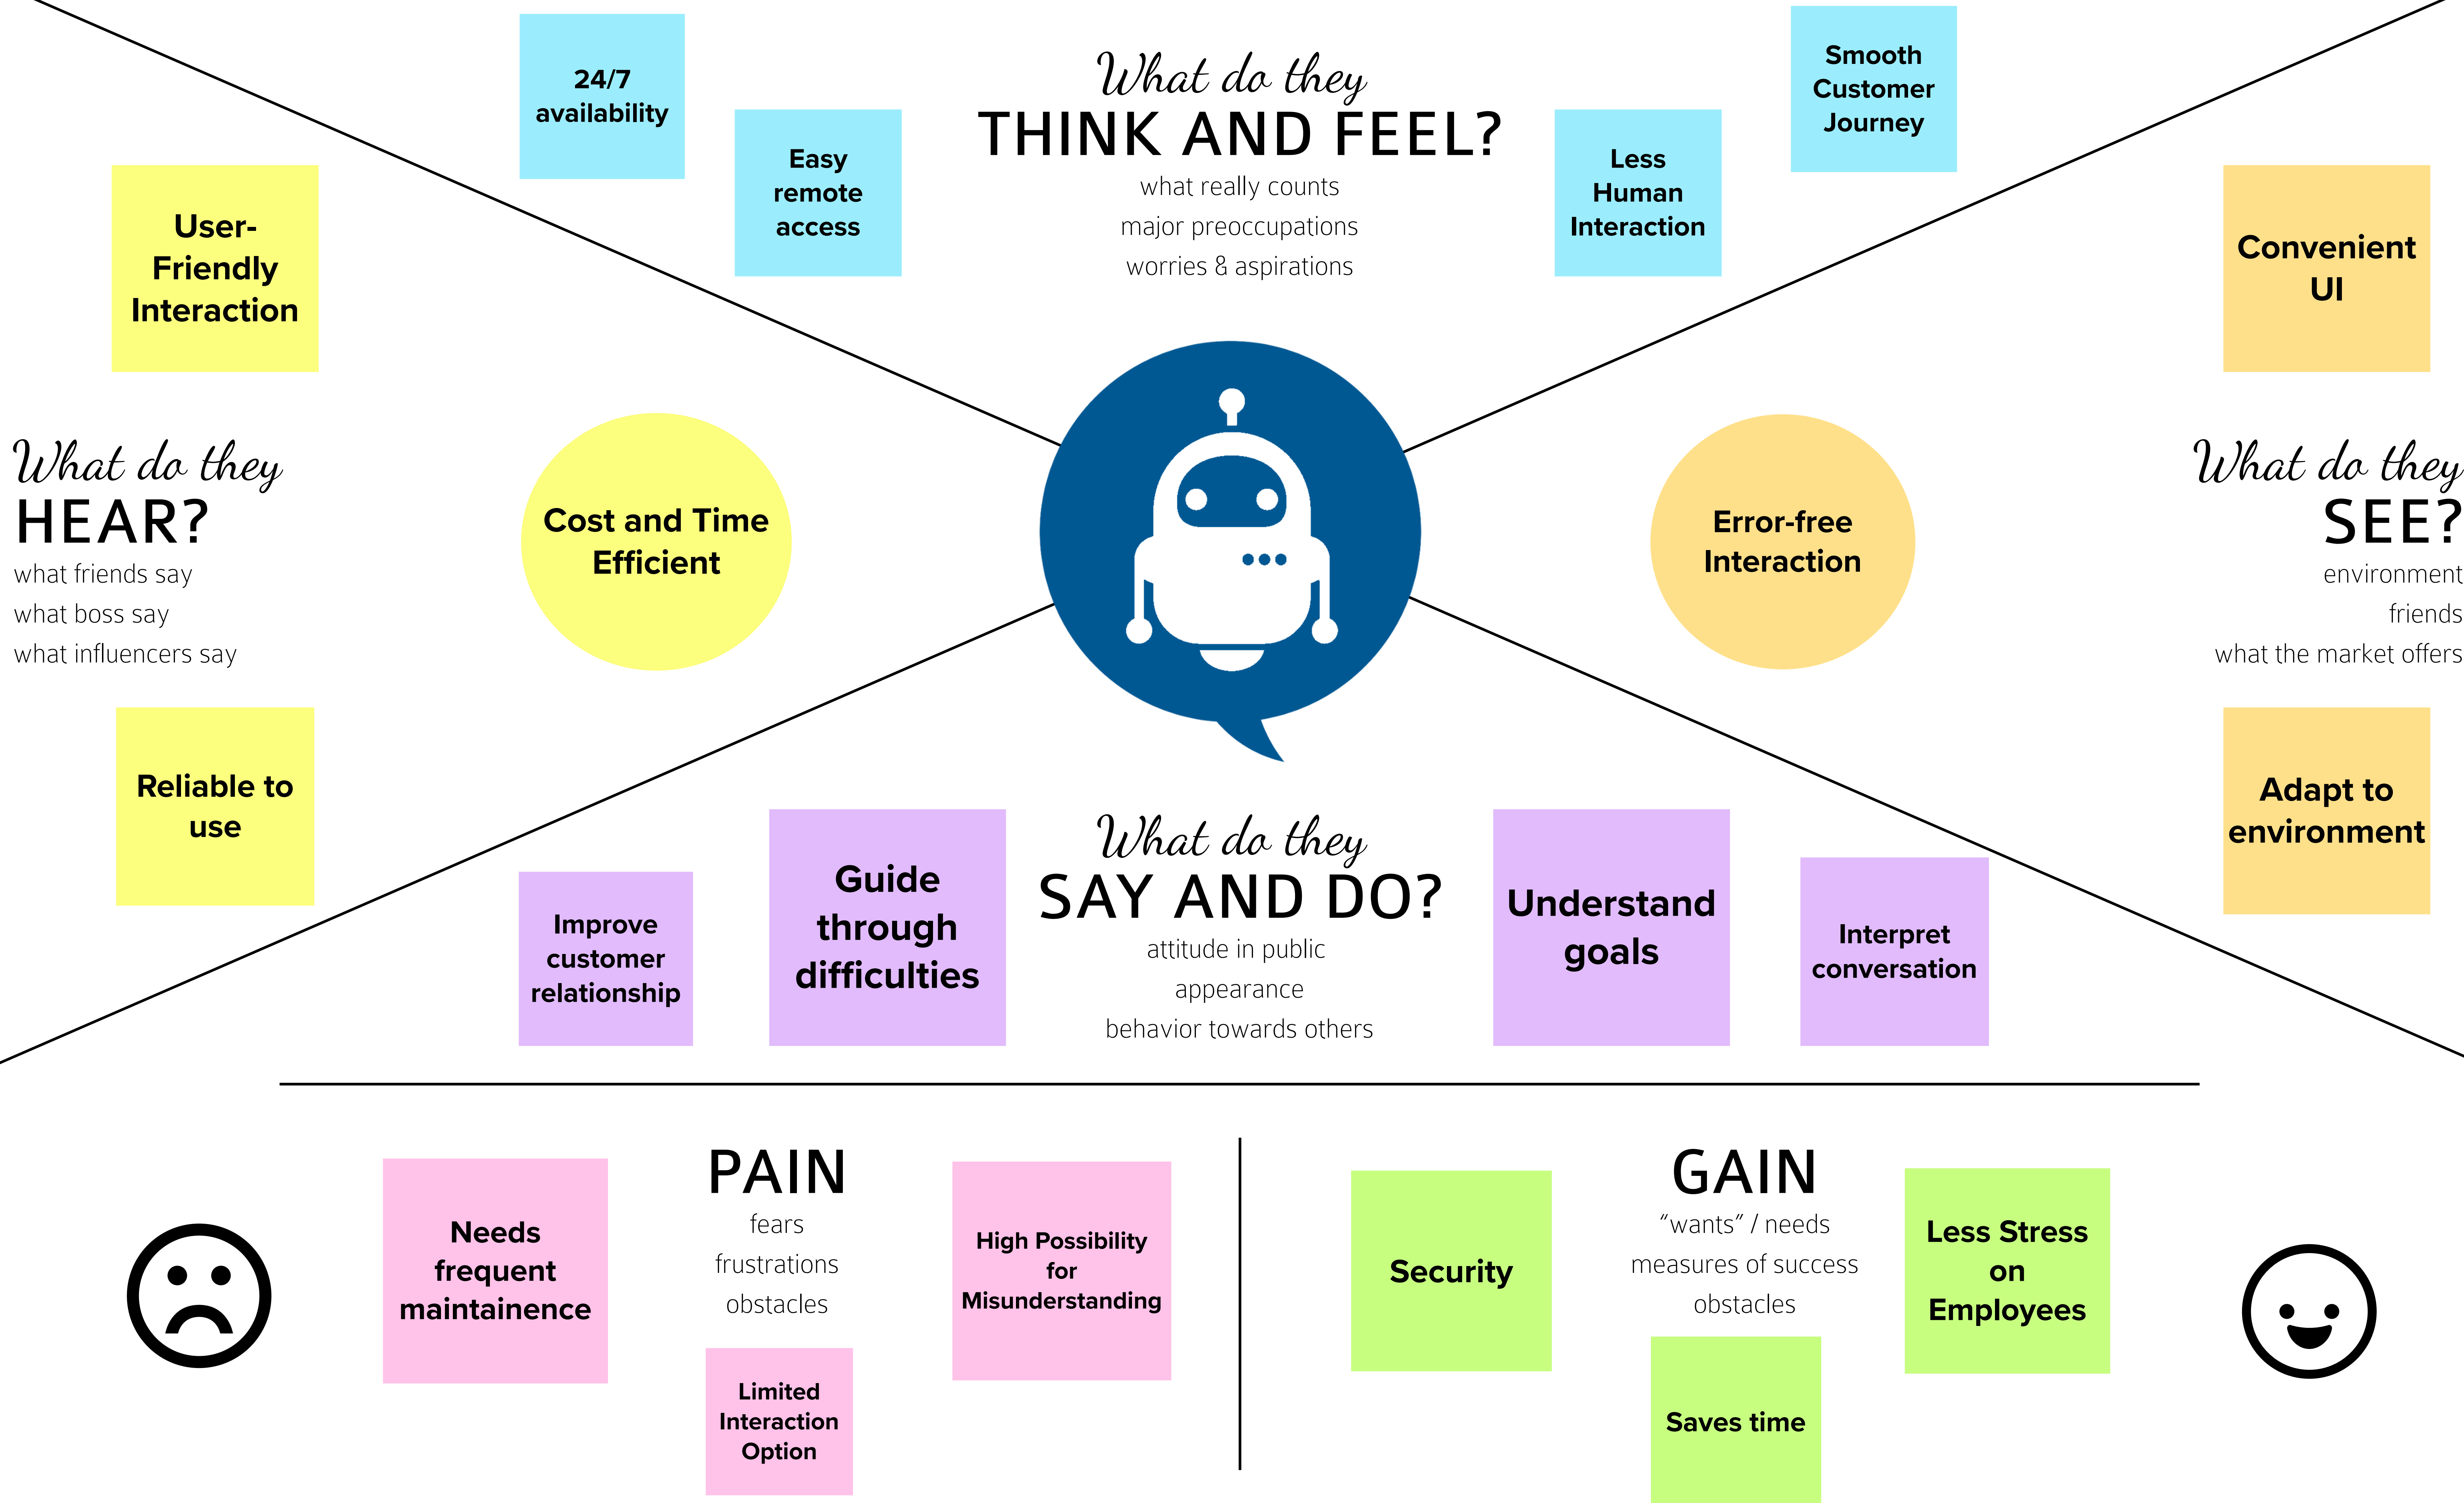 What do they
THINK AND FEEL?
what really counts
major preoccupations
worries & aspirations
24/7
availability
Easy
remote
access
Less
Human
Interaction
Smooth
Customer
Journey
User-
Friendly
Interaction
What do they
HEAR?
what friends say
what boss say
what influencers say
Cost and Time
Efficient
Reliable to
use
Convenient
UI
Error-free
Interaction
What do they
SEE?
environment
friends
what the market offers
Adapt to
environment
Improve
customer
relationship
Guide
through
difficulties
What do they
SAY AND DO?
attitude in public
appearance
behavior towards others
Understand
goals
Interpret
conversation
Needs
frequent
maintainence
PAIN
fears
frustrations
obstacles
Limited
Interaction
Option
High Possibility
for
Misunderstanding
Security
GAIN
“wants” / needs
measures of success
obstacles
Saves time
Less Stress
on
Employees